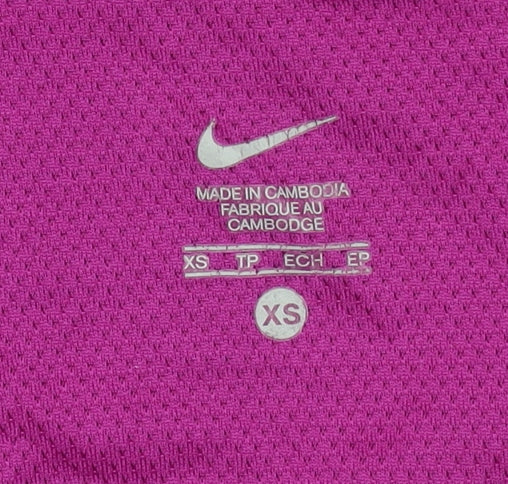 MADE IN CAMBODIA
FABRIQUE AU
CAMBODGE
XS TP ECH EP
XS